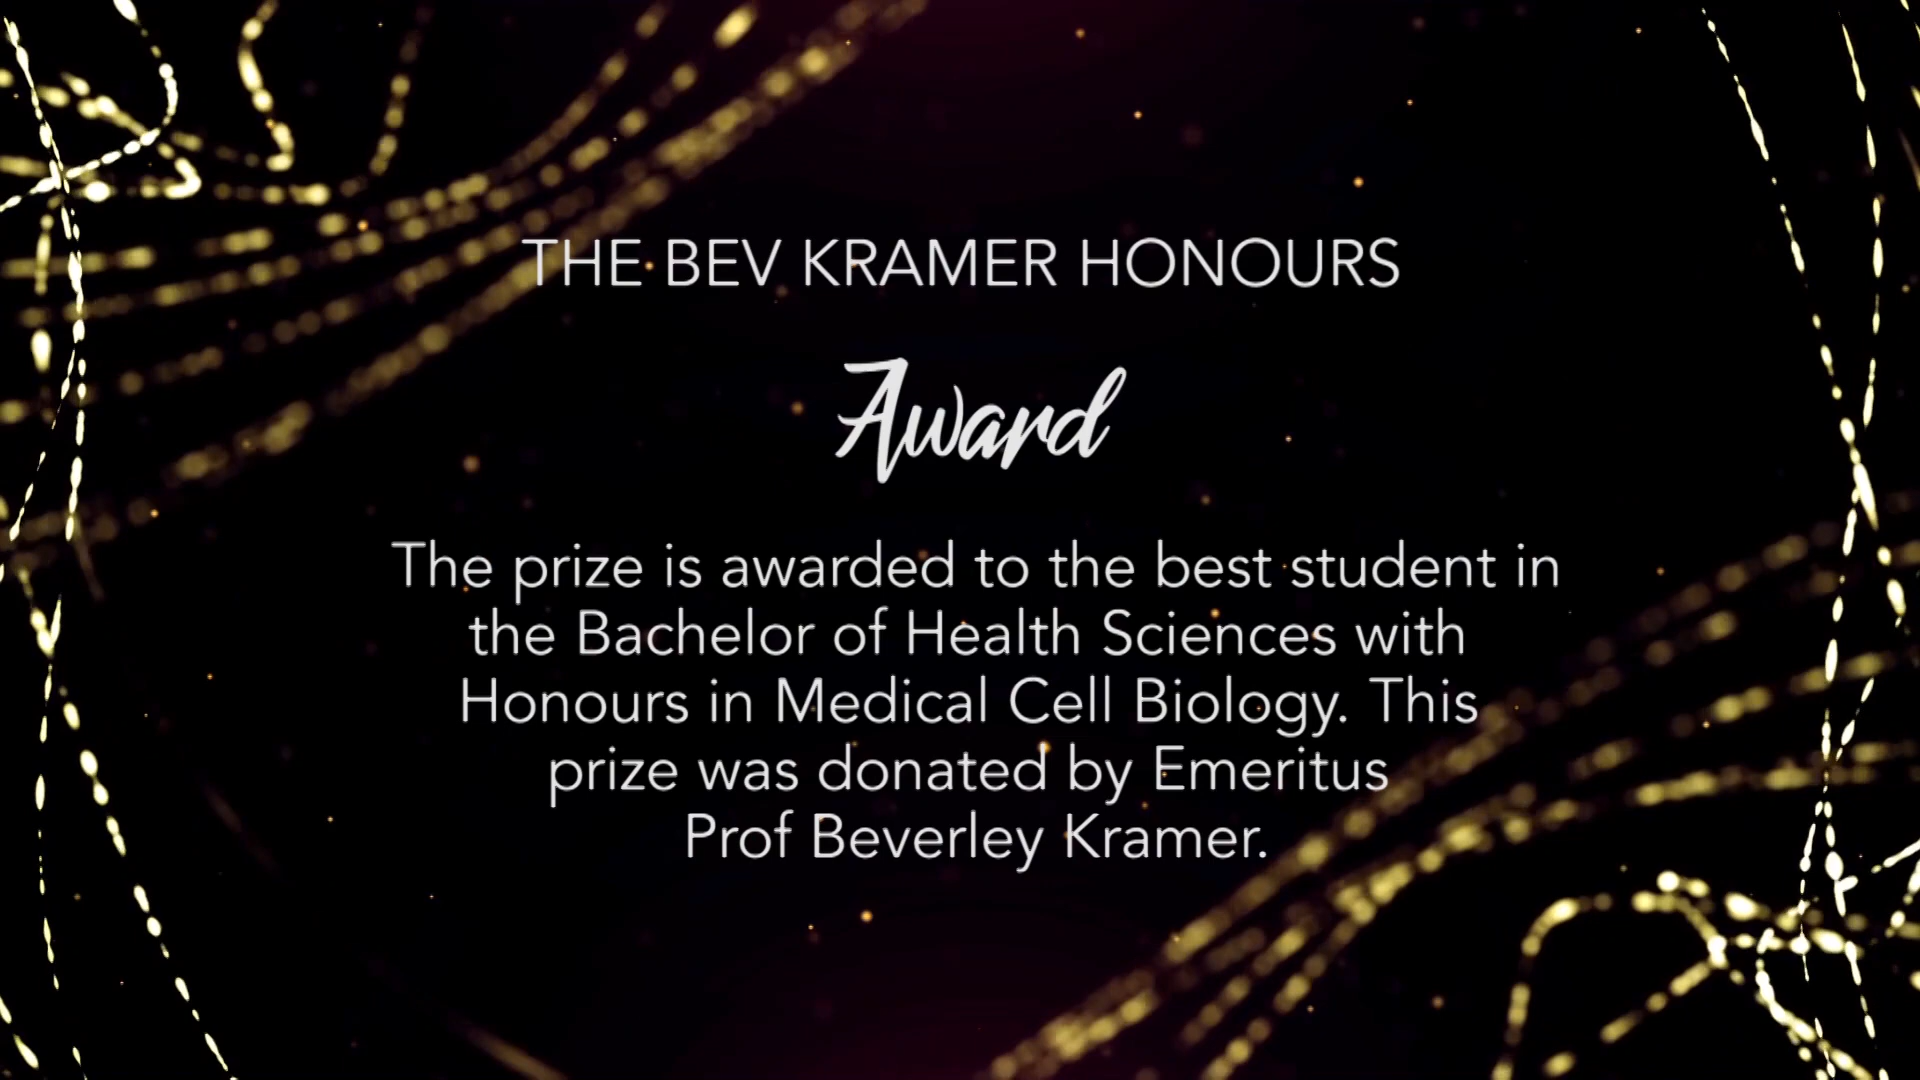 THE BEV KRAMER HONOURS
Award
The prize is awarded to the best student in
the Bachelor of Health Sciences with
Honours in Medical Cell Biology. This
prize was donated by Emeritus
Prof Beverley Kramer.